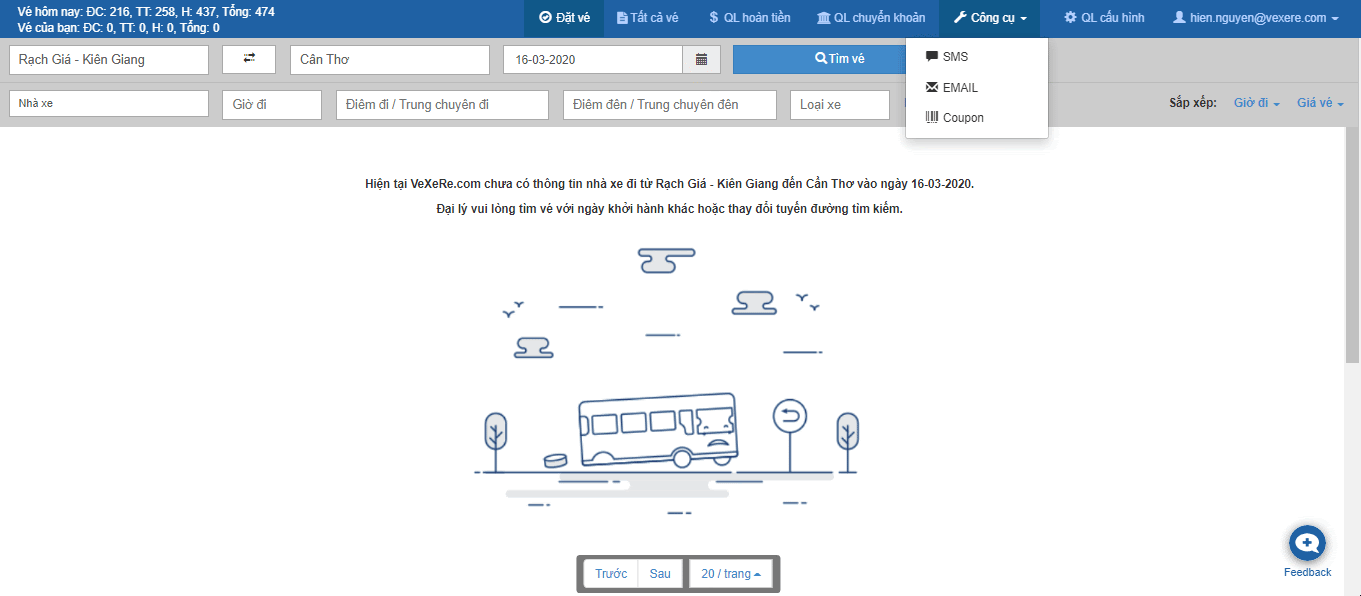 Vé hôm nay: ĐC: 216, TT: 258, H: 437, Tổng: 474
Vé của bạn: ĐC: 0, TT: 0, H: 0, Tổng: 0
Đặt vé
Tất cả vé
QL hoàn tiền
QL chuyển khoản
Công cụ
QL cấu hình
hien.nguyen@vexere.com
Rạch Giá - Kiên Giang
Cần Thơ
16-03-2020
Tìm vé
SMS
EMAIL
Coupon
Nhà xe
Giờ đi
Điểm đi / Trung chuyển đi
Điểm đến / Trung chuyển đến
Loại xe
Sắp xếp:
Giờ đi
Giá vé
Hiện tại VeXeRe.com chưa có thông tin nhà xe đi từ Rạch Giá - Kiên Giang đến Cần Thơ vào ngày 16-03-2020.
Đại lý vui lòng tìm vé với ngày khởi hành khác hoặc thay đổi tuyến đường tìm kiếm.
Trước
Sau
20 / trang
Feedback